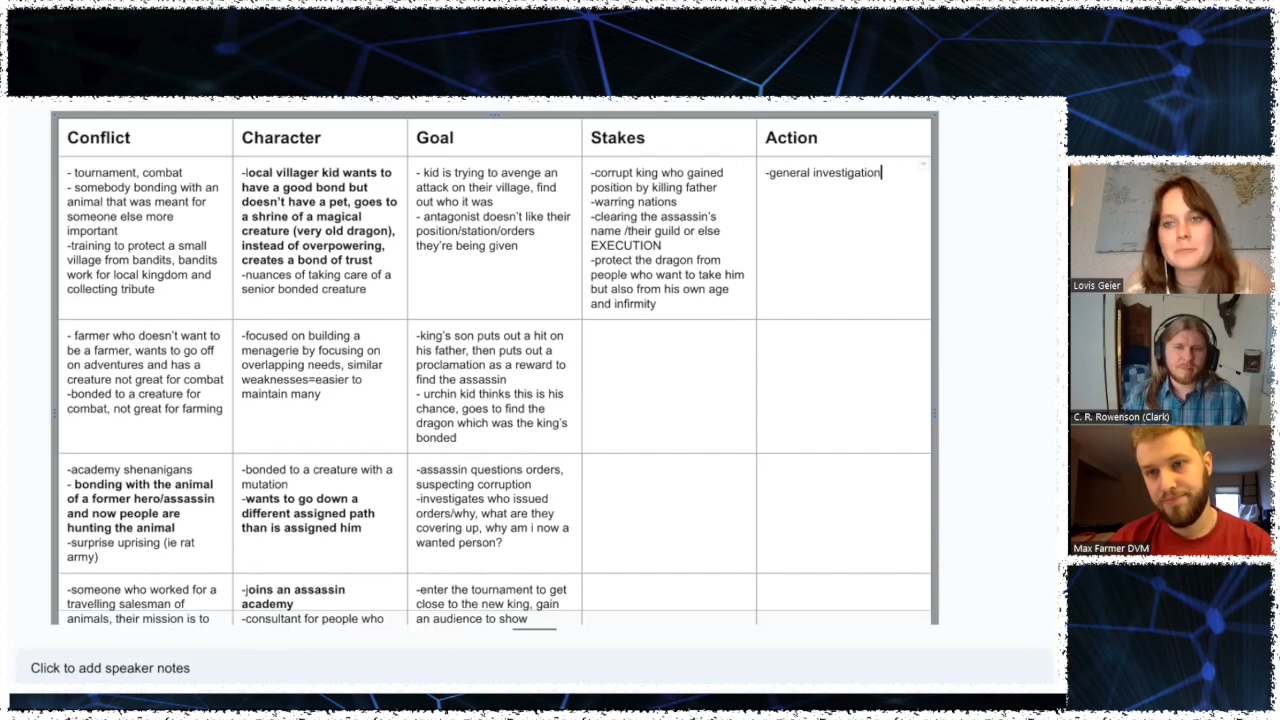 Conflict
Character
Goal
Stakes
Action
- tournament, combat
- somebody bonding with an
animal that was meant for
someone else more
important
-training to protect a small
village from bandits, bandits
work for local kingdom and
collecting tribute
-local villager kid wants to
have a good bond but
doesn't have a pet, goes to
a shrine of a magical
creature (very old dragon),
instead of overpowering,
creates a bond of trust
-nuances of taking care of a
senior bonded creature
- kid is trying to avenge an
attack on their village, find
out who it was
- antagonist doesn't like their
position/station/orders
they're being given
-corrupt king who gained
position by killing father
-warring nations
-clearing the assassin's
name /their guild or else
EXECUTION
-protect the dragon from
people who want to take him
but also from his own age
and infirmity
-general investigation
- farmer who doesn't want to
be a farmer, wants to go off
on adventures and has a
creature not great for combat
-bonded to a creature for
combat, not great for farming
-focused on building a
menagerie by focusing on
overlapping needs, similar
weaknesses=easier to
maintain many
-king's son puts out a hit on
his father, then puts out a
proclamation as a reward to
find the assassin
- urchin kid thinks this is his
chance, goes to find the
dragon which was the king's
bonded
-academy shenanigans
- bonding with the animal
of a former hero/assassin
and now people are
hunting the animal
-surprise uprising (ie rat
army)
-bonded to a creature with a
mutation
-wants to go down a
different assigned path
than is assigned him
-assassin questions orders,
suspecting corruption
-investigates who issued
orders/why, what are they
covering up, why am i now a
wanted person?
-someone who worked for a
travelling salesman of
animals, their mission is to
-joins an assassin
academy
-consultant for people who
-enter the tournament to get
close to the new king, gain
an audience to show
Click to add speaker notes
Lovis Geier
C. R. Rowenson (Clark)
Max Farmer DVM